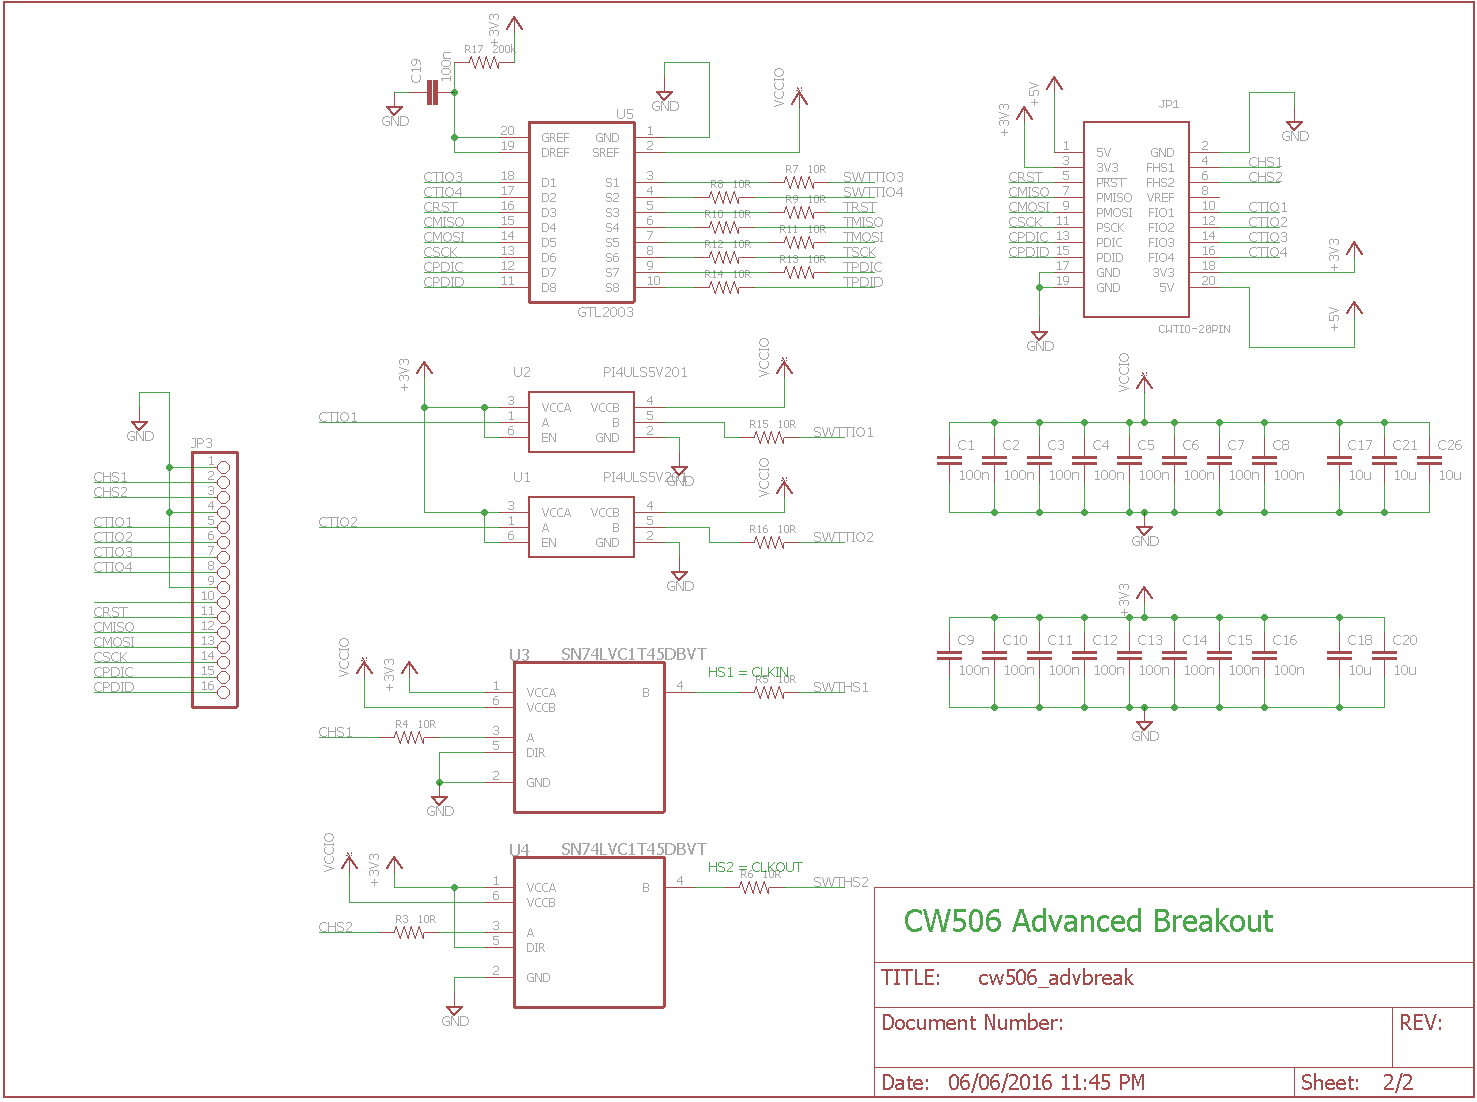 +3V3
R17 200k
C19
100n
GND
U5
GND
VCCIO
20 GREF GND 1
19 DREF SREF 2
CTIO3 18 D1 S1 3 R7 10R SWTTIO3
CTIO4 17 D2 S2 4 R8 10R SWTTIO4
CRST 16 D3 S3 5 R9 10R TRST
CMISO 15 D4 S4 6 R10 10R TMISO
CMOSI 14 D5 S5 7 R11 10R TMOSI
CSCK 13 D6 S6 8 R12 10R TSCK
CPDIC 12 D7 S7 9 R13 10R TPDIC
CPDID 11 D8 S8 10 R14 10R TPDID
GTL2003
+5V
+3V3
JP1
GND
1 5V GND 2
3 3V3 FHS1 4 CHS1
CRST 5 PRST FHS2 6 CHS2
CMISO 7 PMISO VREF 8
CMOSI 9 PMOSI FIO1 10 CTIO1
CSCK 11 PSCK FIO2 12 CTIO2
CPDIC 13 PDIC FIO3 14 CTIO3
CPDID 15 PDID FIO4 16 CTIO4
17 GND 3V3 18 +3V3
19 GND 5V 20 +5V
GND
CWTIO-20PIN
+3V3
U2 PI4ULS5V201
VCCIO
3 VCCA VCCB 4
CTIO1 1 A B 5 R15 10R SWTTIO1
6 EN GND 2
GND
U1
VCCIO
3 VCCA VCCB 4
CTIO2 1 A B 5 R16 10R SWTTIO2
6 EN GND 2
GND
GND
JP3
1
CHS1 2
CHS2 3
4
CTIO1 5
CTIO2 6
CTIO3 7
CTIO4 8
9
10
CRST 11
CMISO 12
CMOSI 13
CSCK 14
CPDIC 15
CPDID 16
VCCIO
C1 C2 C3 C4 C5 C6 C7 C8 C17 C21 C26
100n 100n 100n 100n 100n 100n 100n 100n 10u 10u 10u
GND
+3V3
C9 C10 C11 C12 C13 C14 C15 C16 C18 C20
100n 100n 100n 100n 100n 100n 100n 100n 10u 10u
GND
VCCIO
+3V3
U3 SN74LVC1T45DBVT
HS1 = CLKIN
1 VCCA B 4 R5 10R SWTHS1
6 VCCB
CHS1 R4 10R 3 A
5 DIR
2 GND
GND
VCCIO
+3V3
U4 SN74LVC1T45DBVT
HS2 = CLKOUT
1 VCCA B 4 R6 10R SWTHS2
6 VCCB
CHS2 R3 10R 3 A
5 DIR
2 GND
GND
CW506 Advanced Breakout
TITLE: cw506_advbreak
Document Number:
REV:
Date: 06/06/2016 11:45 PM
Sheet: 2/2